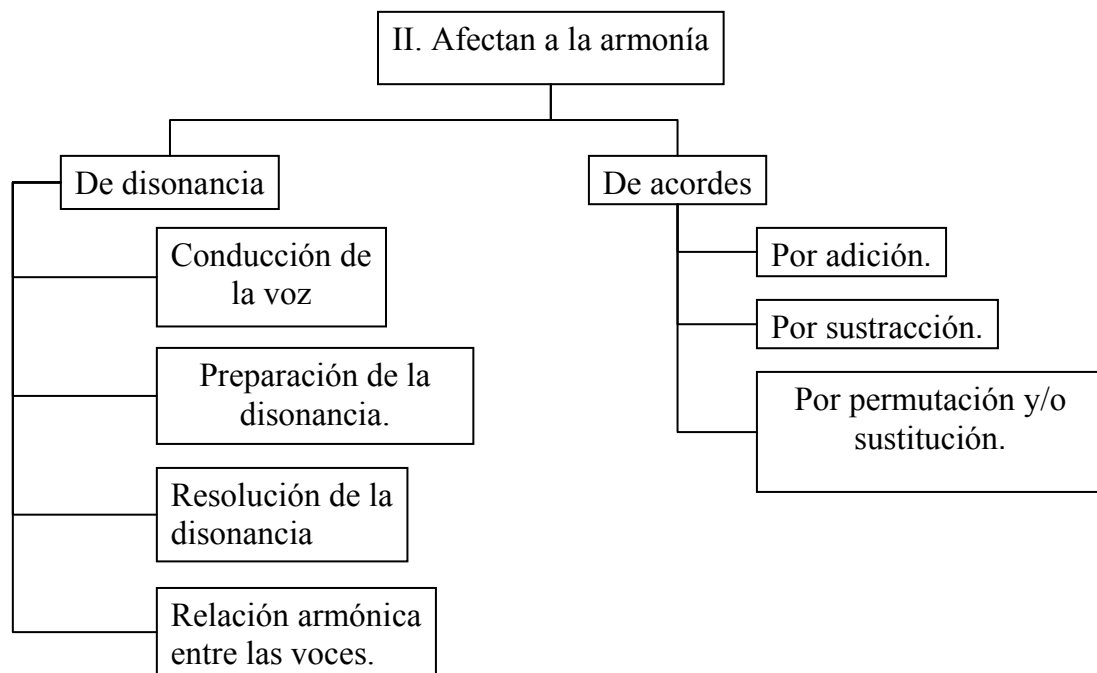 II. Afectan a la armonía
De disonancia
Conducción de
la voz
Preparación de la
disonancia.
Resolución de la
disonancia
Relación armónica
entre las voces.
De acordes
Por adición.
Por sustracción.
Por permutación y/o
sustitución.